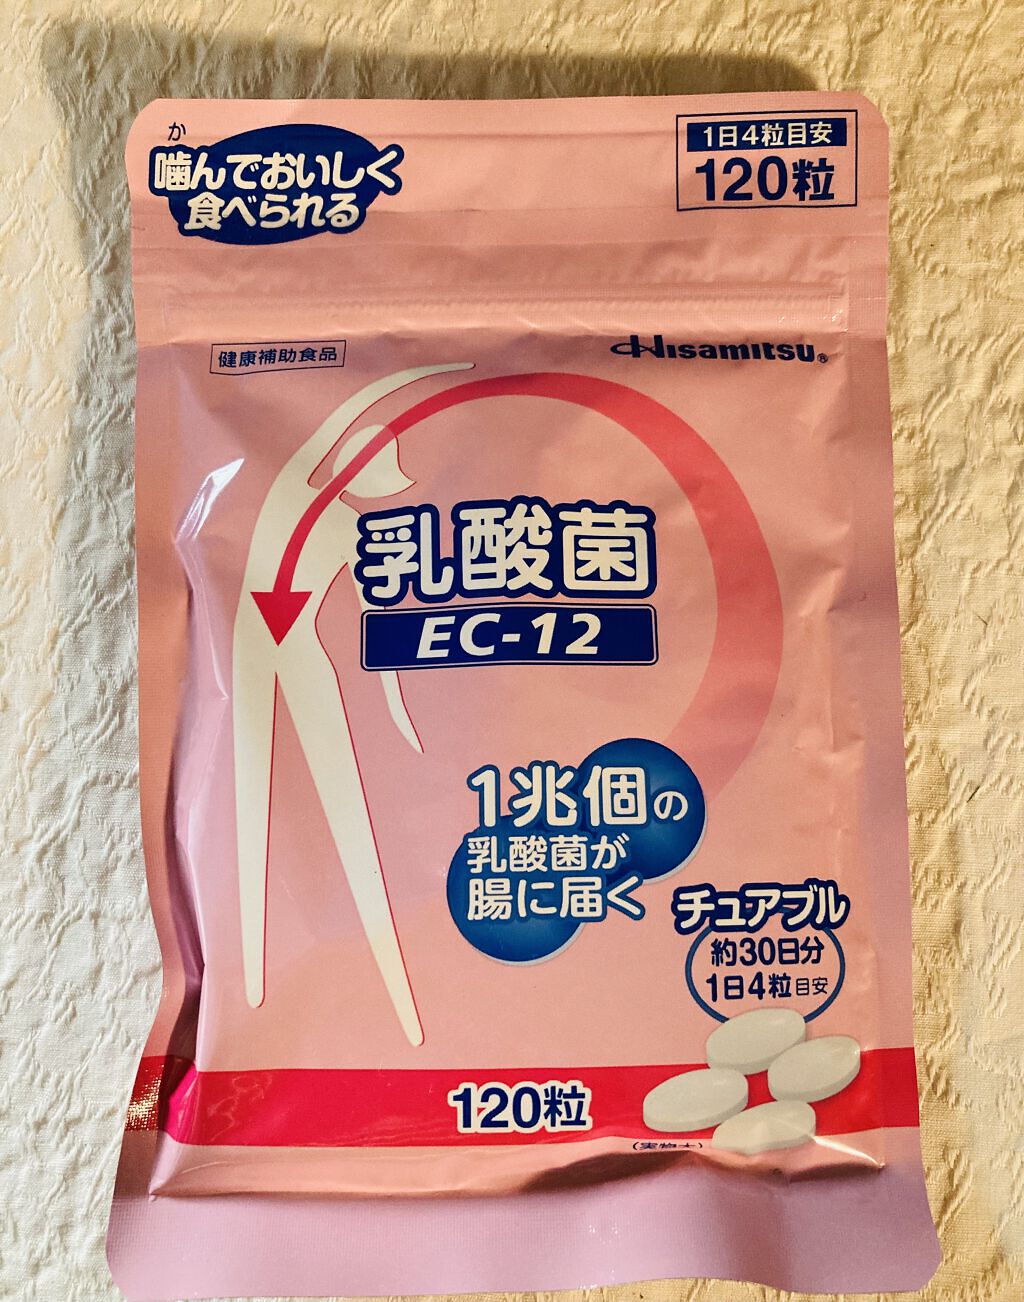 か
噛んでおいしく
食べられる
1日4粒目安
120粒
健康補助食品
Hisamitsu®
乳酸菌
EC-12
1兆個の
乳酸菌が
腸に届く
チュアブル
約30日分
1日4粒目安
120粒
(実物大)